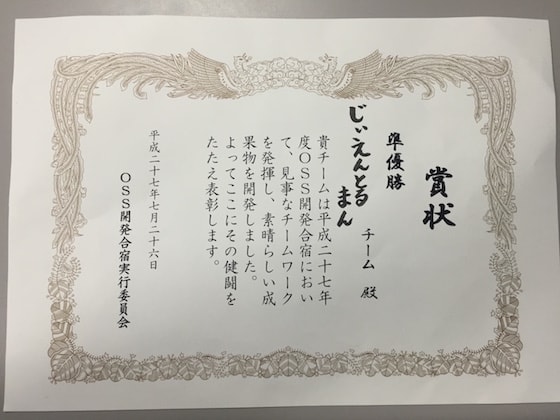 賞状
準優勝
じぃえんとる
まん
チーム 殿
貴チームは平成二十七年
度OSS開発合宿におい
て、見事なチームワーク
を発揮し、素晴らしい成
果物を開発しました。
よってここにその健闘を
たたえ表彰します。
平成二十七年七月二十六日
OSS開発合宿実行委員会